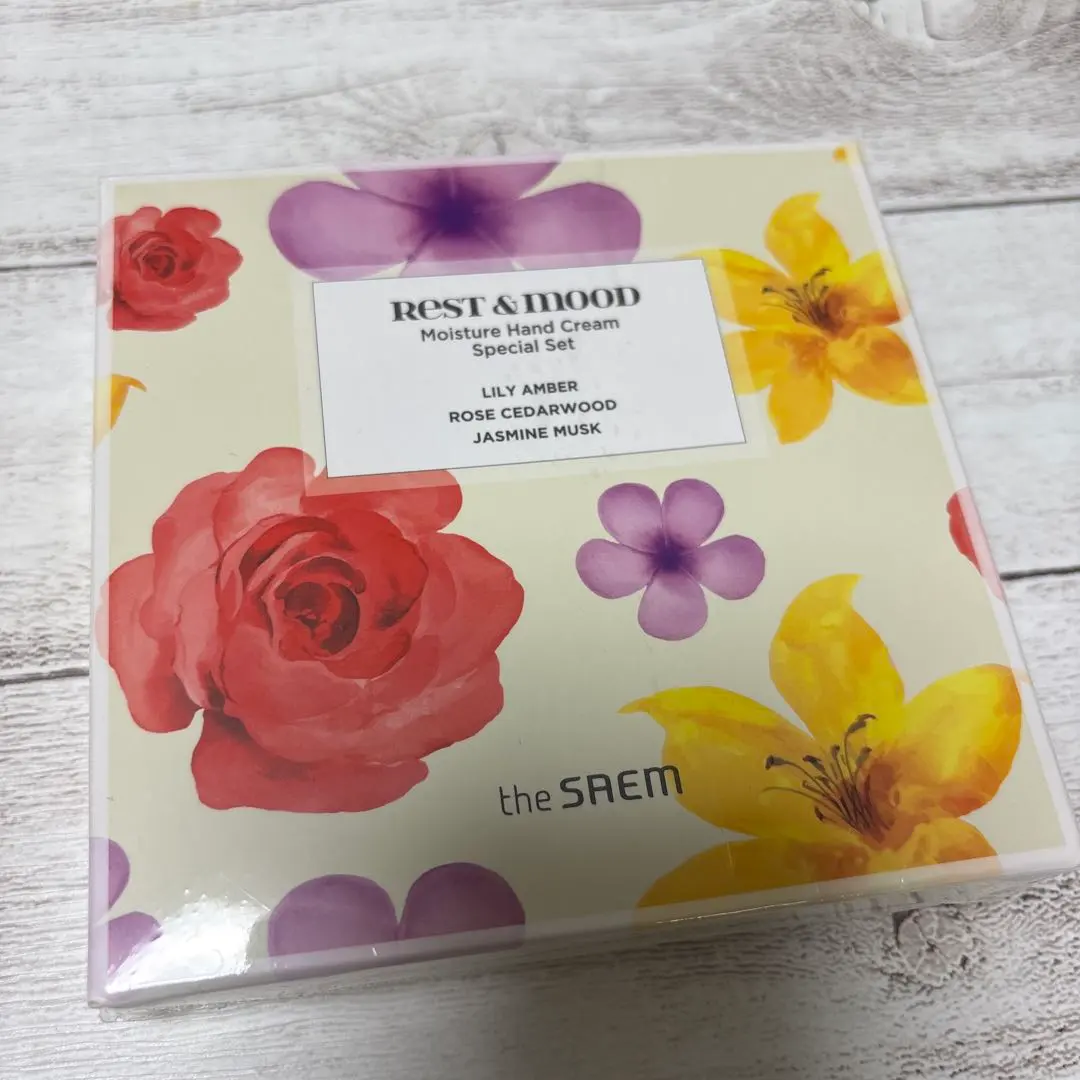 ReST & mOOD
Moisture Hand Cream
Special Set
LILY AMBER
ROSE CEDARWOOD
JASMINE MUSK
the SAEM